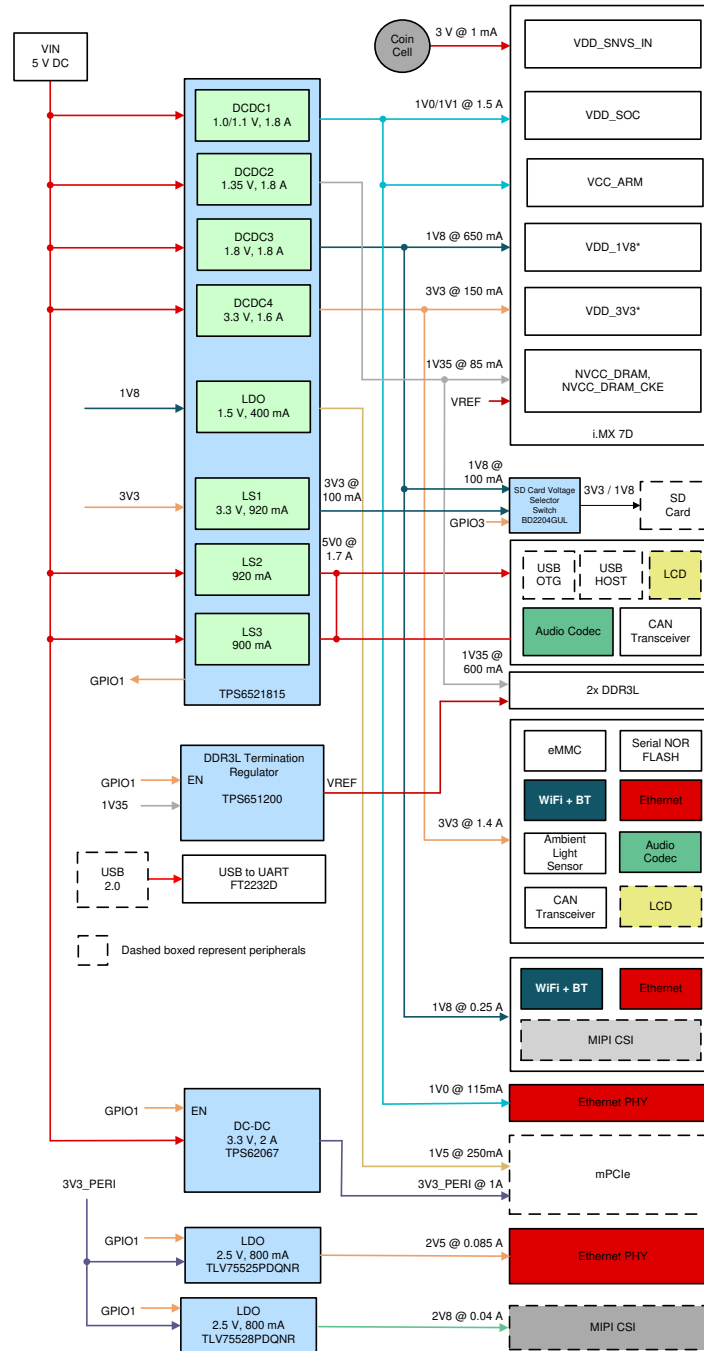 VIN
5 V DC
Coin
Cell
3 V @ 1 mA
VDD_SNVS_IN
DCDC1
1.0/1.1 V, 1.8 A
1V0/1V1 @ 1.5 A
VDD_SOC
DCDC2
1.35 V, 1.8 A
VCC_ARM
DCDC3
1.8 V, 1.8 A
1V8 @ 650 mA
VDD_1V8*
DCDC4
3.3 V, 1.6 A
3V3 @ 150 mA
VDD_3V3*
1V35 @ 85 mA
NVCC_DRAM,
NVCC_DRAM_CKE
VREF
i.MX 7D
1V8
LDO
1.5 V, 400 mA
3V3
LS1
3.3 V, 920 mA
3V3 @
100 mA
1V8 @
100 mA
SD Card Voltage
Selector
Switch
BD2204GUL
GPIO3
3V3 / 1V8
SD
Card
LS2
920 mA
5V0 @
1.7 A
USB
OTG
USB
HOST
LCD
LS3
900 mA
Audio Codec
CAN
Transceiver
GPIO1
TPS6521815
1V35 @
600 mA
2x DDR3L
DDR3L Termination
Regulator
TPS651200
GPIO1
EN
1V35
VREF
eMMC
Serial NOR
FLASH
WiFi + BT
Ethernet
3V3 @ 1.4 A
Ambient
Light
Sensor
Audio
Codec
CAN
Transceiver
LCD
USB
2.0
USB to UART
FT2232D
Dashed boxed represent peripherals
WiFi + BT
Ethernet
1V8 @ 0.25 A
MIPI CSI
1V0 @ 115mA
Ethernet PHY
GPIO1
EN
DC-DC
3.3 V, 2 A
TPS62067
1V5 @ 250mA
3V3_PERI @ 1A
mPCIe
3V3_PERI
GPIO1
LDO
2.5 V, 800 mA
TLV75525PDQNR
2V5 @ 0.085 A
Ethernet PHY
GPIO1
LDO
2.5 V, 800 mA
TLV75528PDQNR
2V8 @ 0.04 A
MIPI CSI